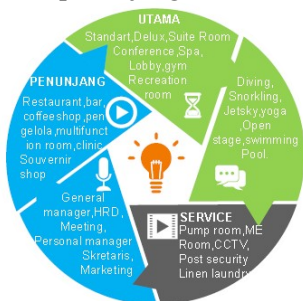 UTAMA
Standart,Delux,Suite Room
Conference,Spa,
Lobby,gym
Recreation
room
Diving,
Snorkling,
Jetsky,yoga
,Open
stage,swimming
Pool.
SERVICE
Pump room,ME
Room,CCTV,
Post security
Linen laundry
General
manager,HRD,
Meeting,
Personal manager
Skretaris,
Marketing
PENUNJANG
Restaurant,bar,
coffeeshop,pen
gelola,multifunct
ion room,clinic
Souvernir
shop